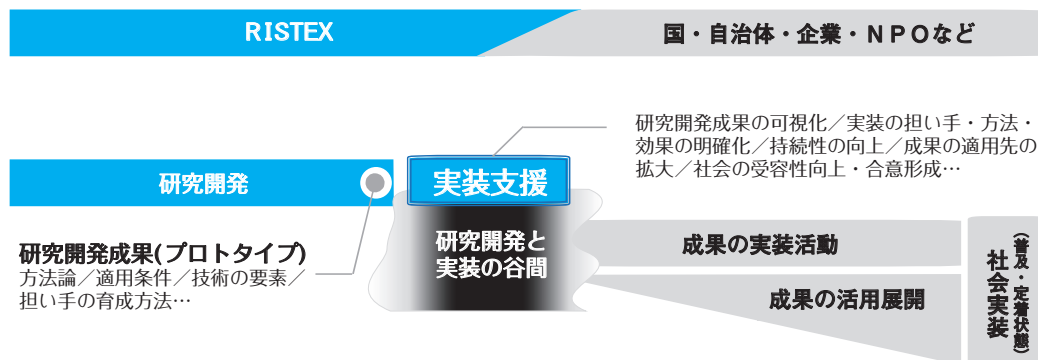 RISTEX
国・自治体・企業・ＮＰＯなど
研究開発成果の可視化／実装の担い手・方法・
効果の明確化／持続性の向上／成果の適用先の
拡大／社会の受容性向上・合意形成…
研究開発
実装支援
研究開発成果(プロトタイプ)
方法論／適用条件／技術の要素／
担い手の育成方法…
研究開発と
実装の谷間
成果の実装活動
成果の活用展開
社会実装
（普及・定着状態）